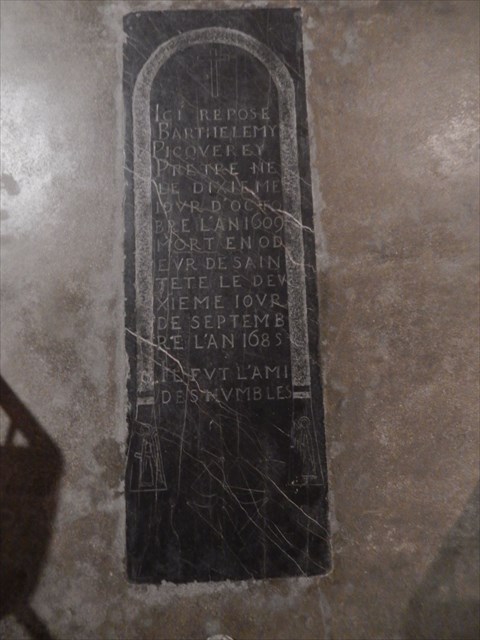 ICI REPOSE
BARTHELEMY
PICQVEREY
PRETRE NE
LE DIXIEME
IOVR D'OCTO
BRE L'AN 1609
MORT EN OD
EVR DE SAIN
TETE LE DEV
XIEME IOVR
DE SEPTEMB
RE L'AN 1685
IL FVT L'AMI
DES HVMBLES